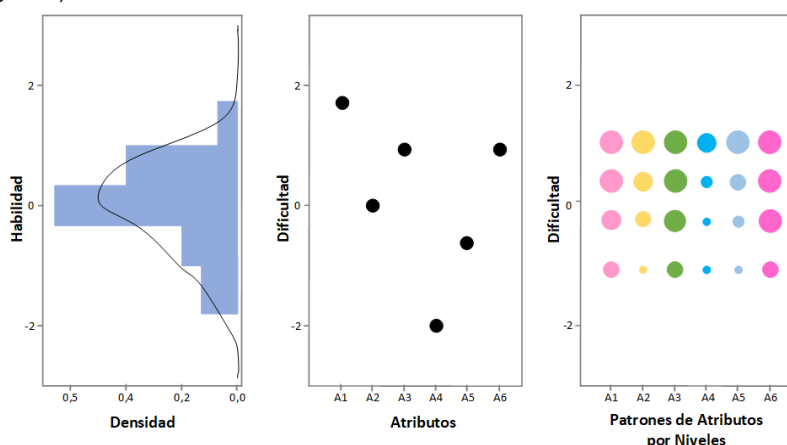 Habilidad
2
0
-2
0,5
0,4
0,2
0,0
Densidad
Dificultad
2
0
-2
A1
A2
A3
A4
A5
A6
Atributos
Dificultad
2
0
-2
A1
A2
A3
A4
A5
A6
Patrones de Atributos
por Niveles